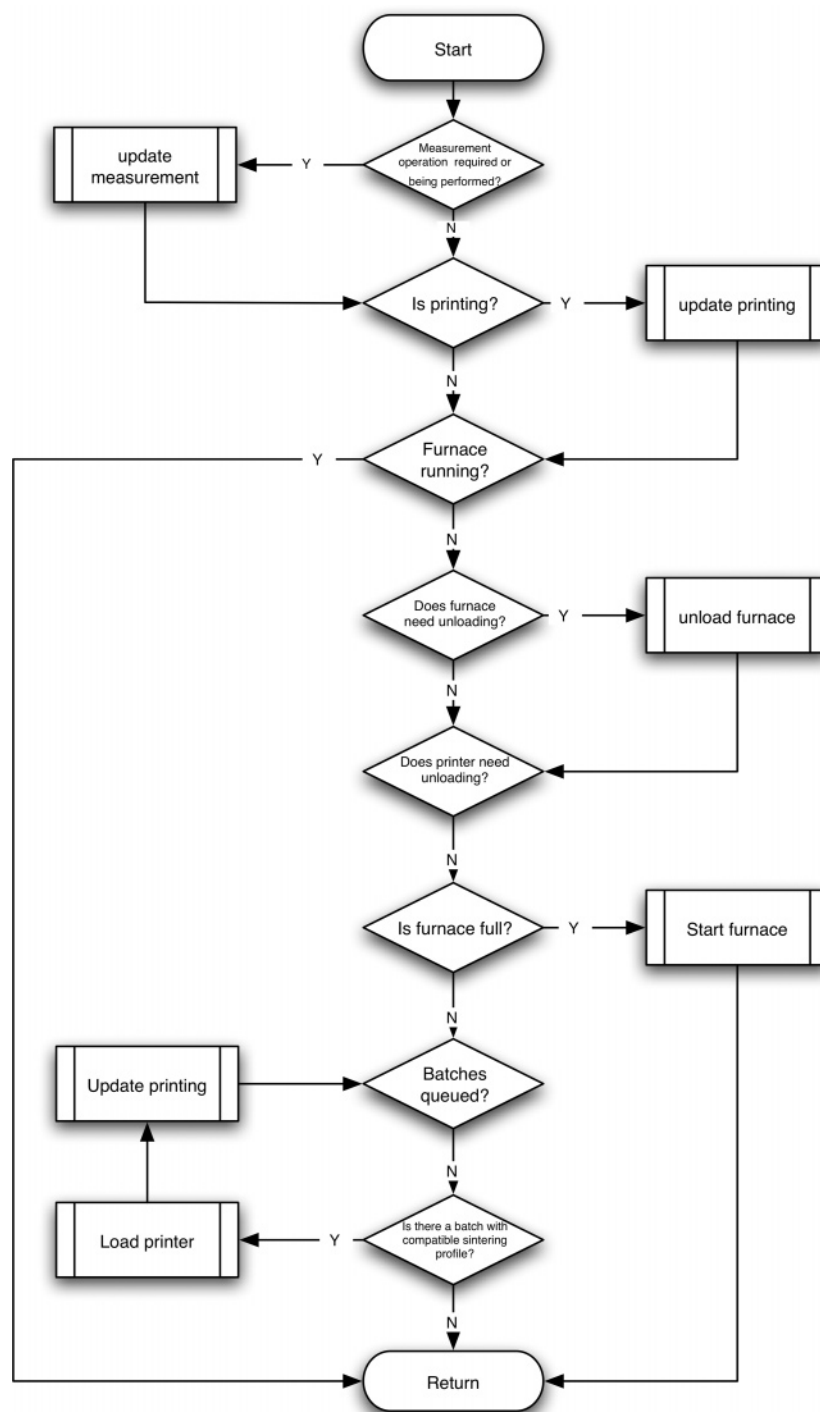 Start
Measurement
operation required or
being performed?
Y
update
measurement
N
Is printing?
Y
update printing
N
Furnace
running?
Y
N
Does furnace
need unloading?
Y
unload furnace
N
Does printer need
unloading?
N
Is furnace full?
Y
Start furnace
N
Update printing
Batches
queued?
N
Is there a batch with
compatible sintering
profile?
Y
Load printer
N
Return